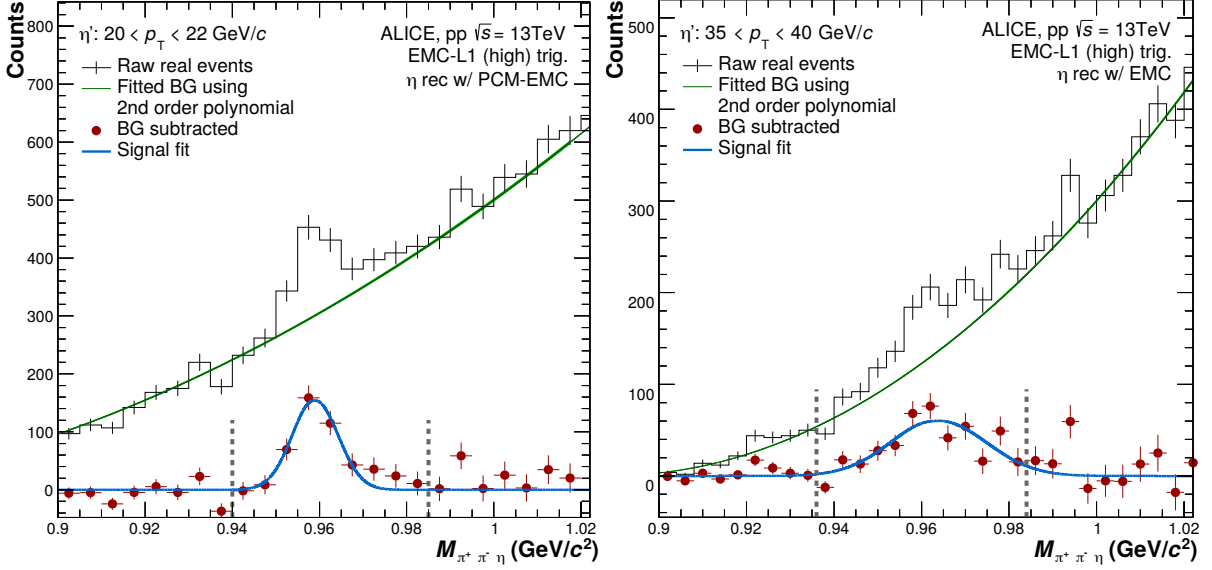 Counts
800
700
600
500
400
300
200
100
0
η': 20 < p_T < 22 GeV/c
Raw real events
Fitted BG using
2nd order polynomial
BG subtracted
Signal fit
ALICE, pp √s = 13TeV
EMC-L1 (high) trig.
η rec w/ PCM-EMC
0.9 0.92 0.94 0.96 0.98 1 1.02
M_{π⁺ π⁻ η} (GeV/c²)
Counts
500
400
300
200
100
0
η': 35 < p_T < 40 GeV/c
Raw real events
Fitted BG using
2nd order polynomial
BG subtracted
Signal fit
ALICE, pp √s = 13TeV
EMC-L1 (high) trig.
η rec w/ EMC
0.9 0.92 0.94 0.96 0.98 1 1.02
M_{π⁺ π⁻ η} (GeV/c²)